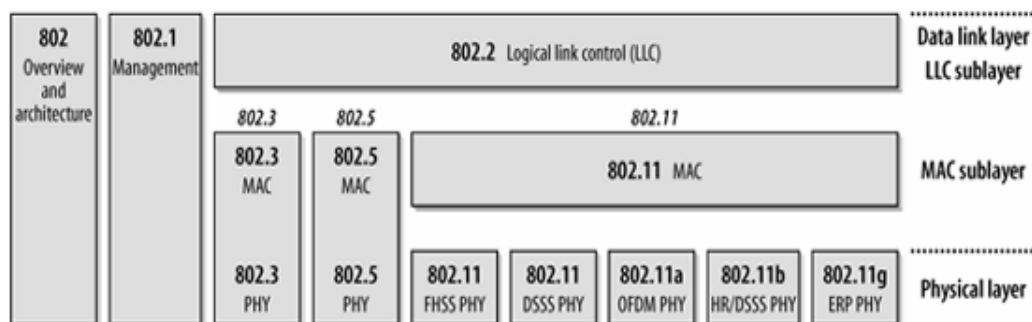 802
Overview
and
architecture
802.1
Management
802.2 Logical link control (LLC)
Data link layer
LLC sublayer
802.3
802.5
802.11
802.3
MAC
802.5
MAC
802.11 MAC
MAC sublayer
802.3
PHY
802.5
PHY
802.11
FHSS PHY
802.11
DSSS PHY
802.11a
OFDM PHY
802.11b
HR/DSSS PHY
802.11g
ERP PHY
Physical layer